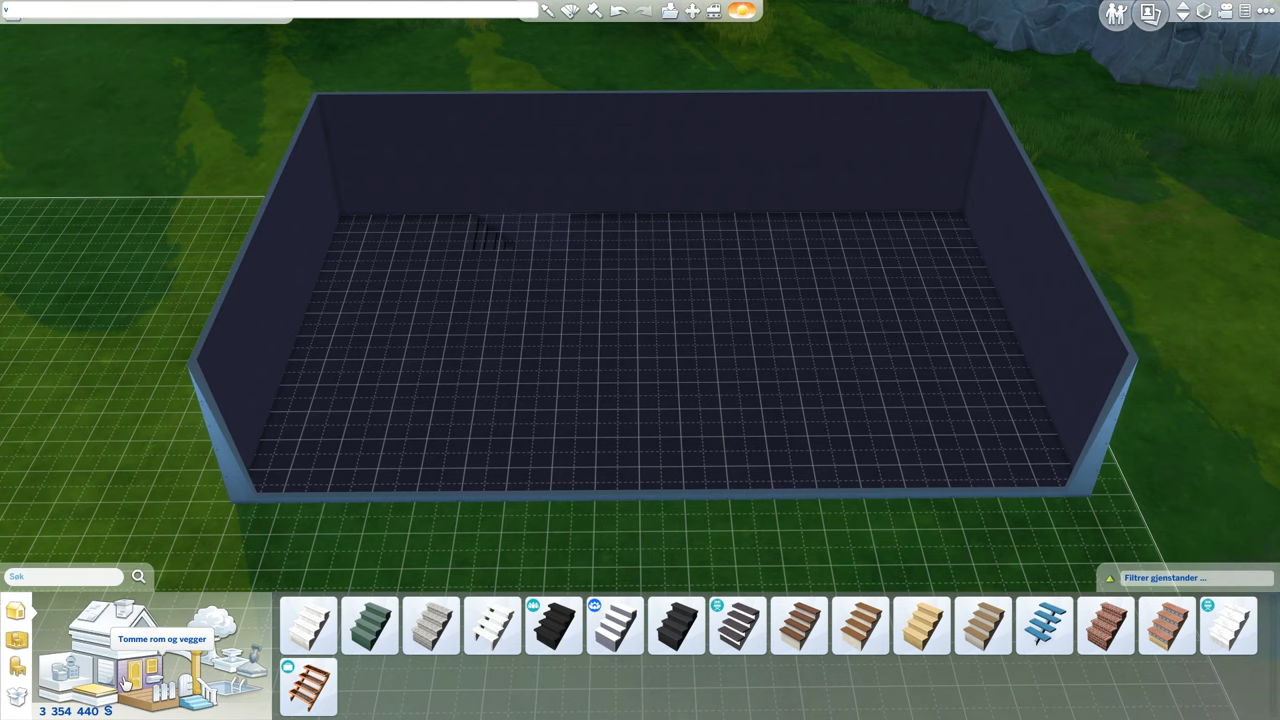 v
Søk
Filtrer gjenstander ...
Tomme rom og vegger
3 354 440 §